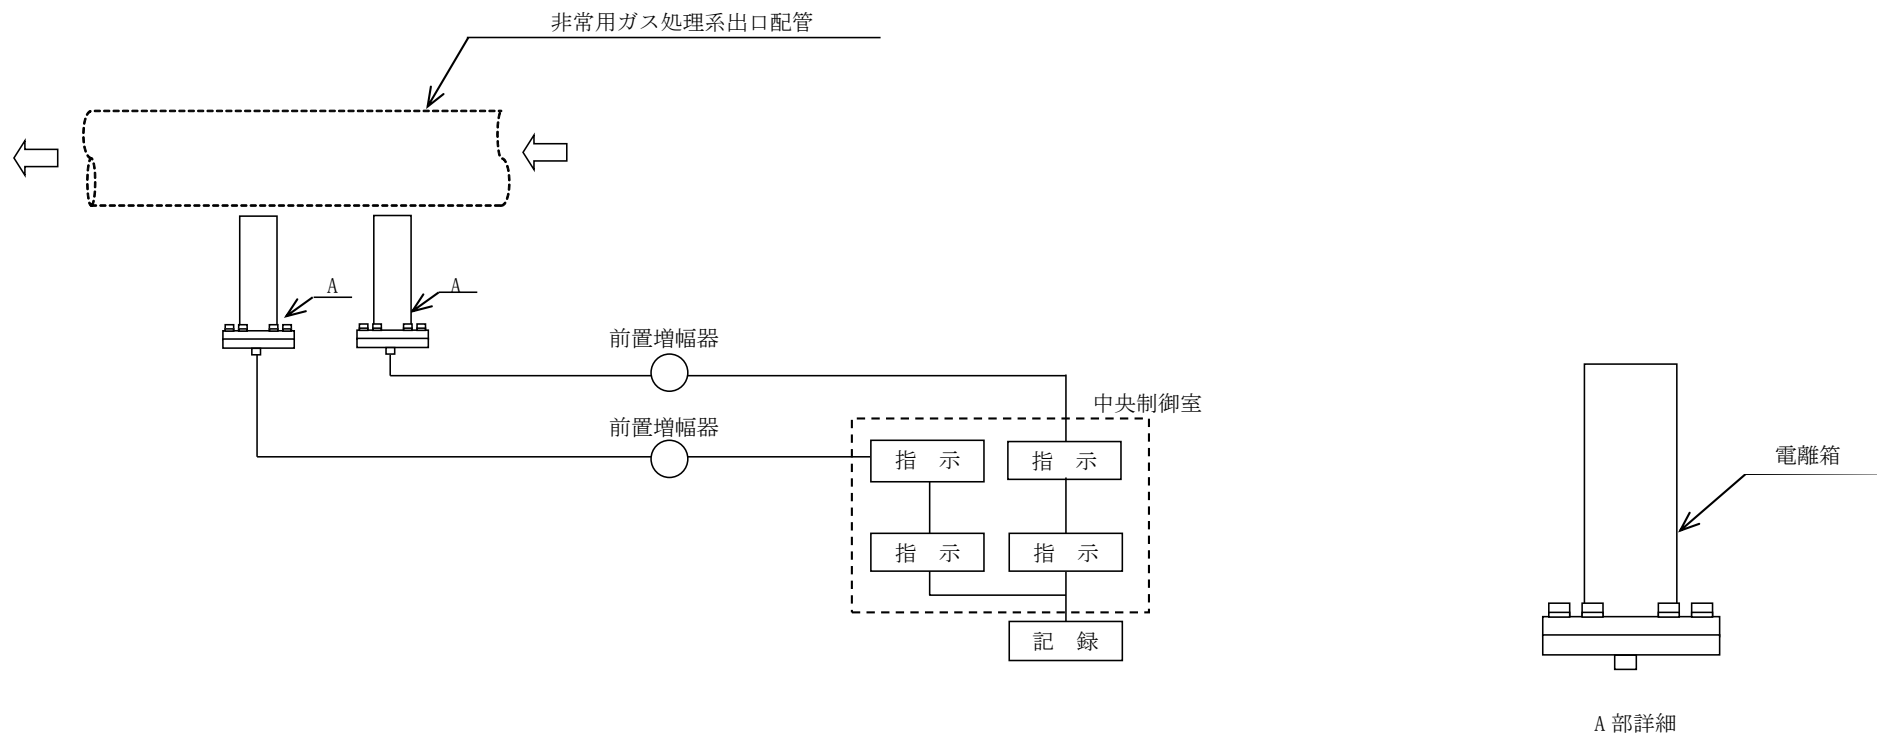 非常用ガス処理系出口配管
A
A
前置増幅器
中央制御室
前置増幅器
指 示
指 示
電離箱
指 示
指 示
記 録
A 部詳細